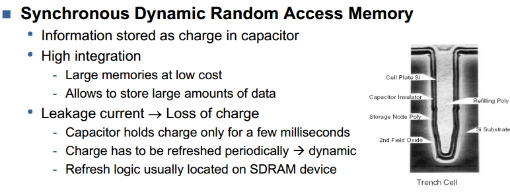 Synchronous Dynamic Random Access Memory
Information stored as charge in capacitor
High integration
- Large memories at low cost
- Allows to store large amounts of data
Leakage current → Loss of charge
- Capacitor holds charge only for a few milliseconds
- Charge has to be refreshed periodically → dynamic
- Refresh logic usually located on SDRAM device
Cell Plate Si
Capacitor Insulator
Refilling Poly
Storage Node Poly
Si Substrate
2nd Field Oxide
Trench Cell